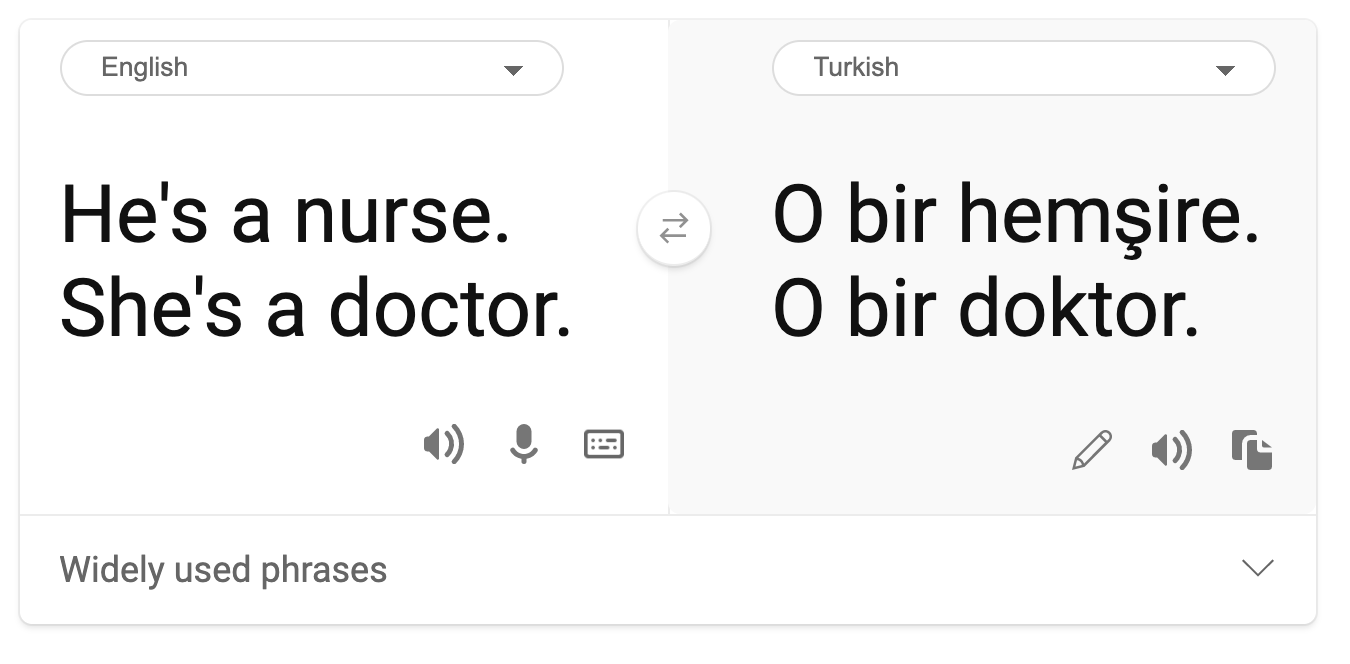 English
Turkish
He's a nurse.
She's a doctor.
O bir hemşire.
O bir doktor.
Widely used phrases